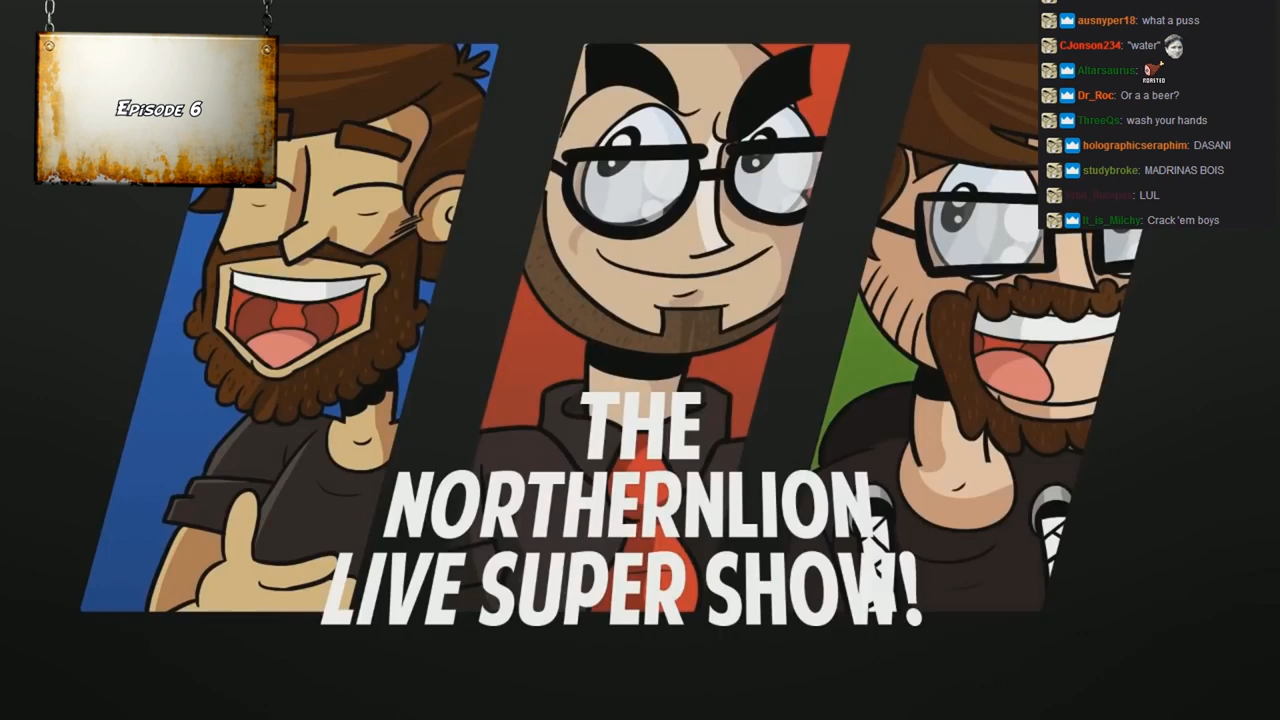 Episode 6
THE
NORTHERNLION
LIVE SUPER SHOW!
ausnyper18: what a puss
CJonson234: "water"
Altarsaurus:
ROASTED
Dr_Roc: Or a a beer?
ThreeQs: wash your hands
holographicseraphim: DASANI
studybroke: MADRINAS BOIS
: LUL
It_is_Milchy: Crack 'em boys